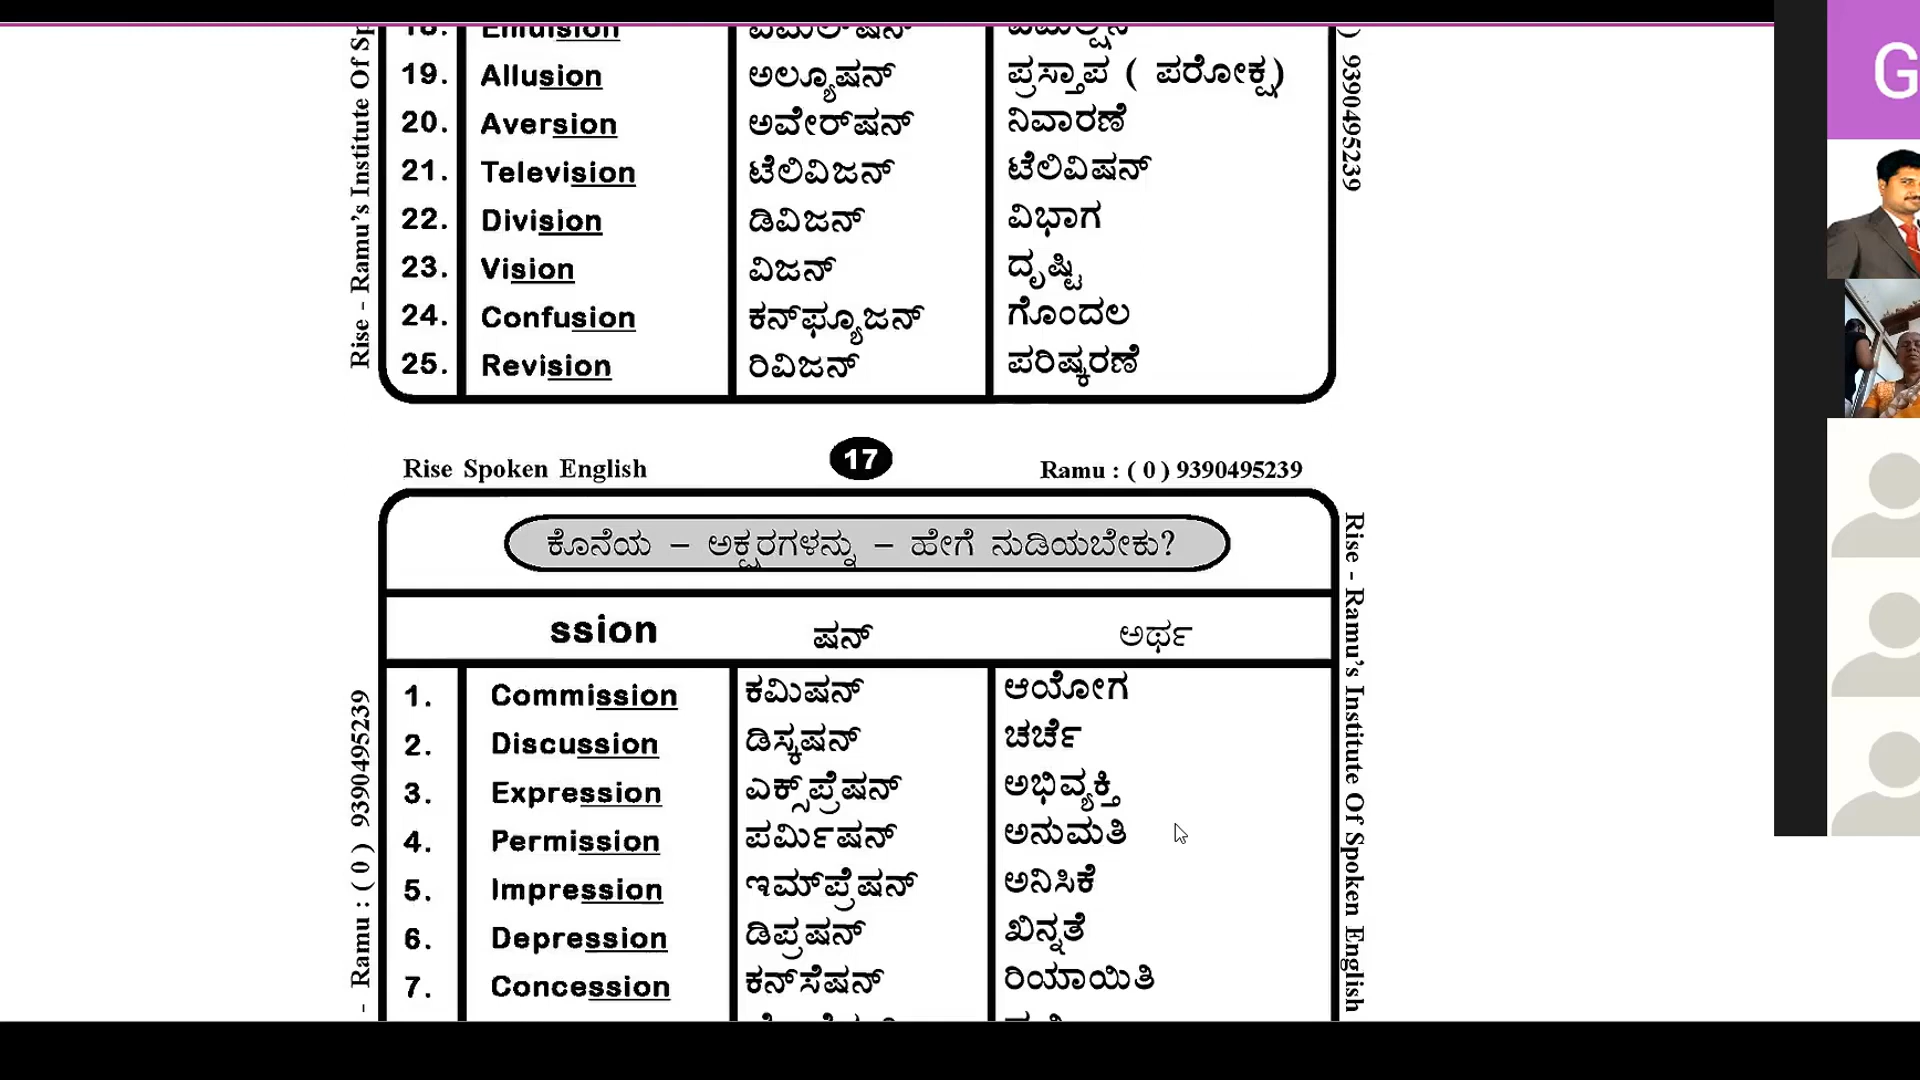 18. Emulsion ಎಮಲ್‌ಷನ್
19. Allusion ಅಲ್ಯೂಷನ್ ಪ್ರಸ್ತಾಪ ( ಪರೋಕ್ಷ)
20. Aversion ಅವೇರ್‌ಷನ್ ನಿವಾರಣೆ
21. Television ಟೆಲಿವಿಜನ್ ಟೆಲಿವಿಷನ್
22. Division ಡಿವಿಜನ್ ವಿಭಾಗ
23. Vision ವಿಜನ್ ದೃಷ್ಟಿ
24. Confusion ಕನ್‌ಫ್ಯೂಜನ್ ಗೊಂದಲ
25. Revision ರಿವಿಜನ್ ಪರಿಷ್ಕರಣೆ
Rise - Ramu's Institute Of Sp
) 9390495239
G
Rise Spoken English 17 Ramu : ( 0 ) 9390495239
ಕೊನೆಯ – ಅಕ್ಷರಗಳನ್ನು – ಹೇಗೆ ನುಡಿಯಬೇಕು?
ssion ಷನ್ ಅರ್ಥ
1. Commission ಕಮಿಷನ್ ಆಯೋಗ
2. Discussion ಡಿಸ್ಕಷನ್ ಚರ್ಚೆ
3. Expression ಎಕ್ಸ್‌ಪ್ರೆಷನ್ ಅಭಿವ್ಯಕ್ತಿ
4. Permission ಪರ್ಮಿಷನ್ ಅನುಮತಿ
5. Impression ಇಮ್‌ಪ್ರೆಷನ್ ಅನಿಸಿಕೆ
6. Depression ಡಿಪ್ರಷನ್ ಖಿನ್ನತೆ
7. Concession ಕನ್‌ಸೆಷನ್ ರಿಯಾಯಿತಿ
- Ramu : ( 0 ) 9390495239
Rise - Ramu's Institute Of Spoken English